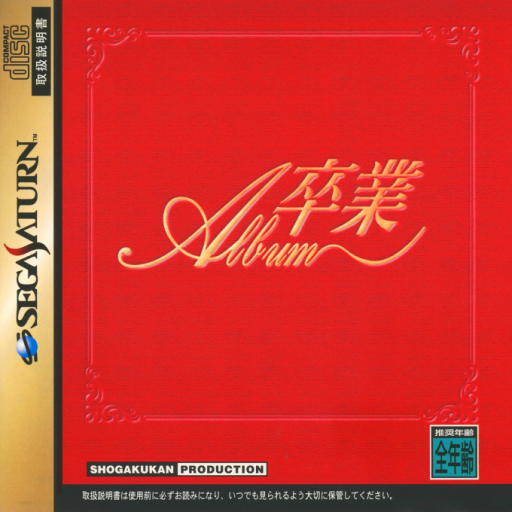 COMPACT
disc
取扱説明書
SEGA SATURN™
卒業
Album
SHOGAKUKAN PRODUCTION
推奨年齢
全年齢
取扱説明書は使用前に必ずお読みになり、いつでも見られるよう大切に保管してください。